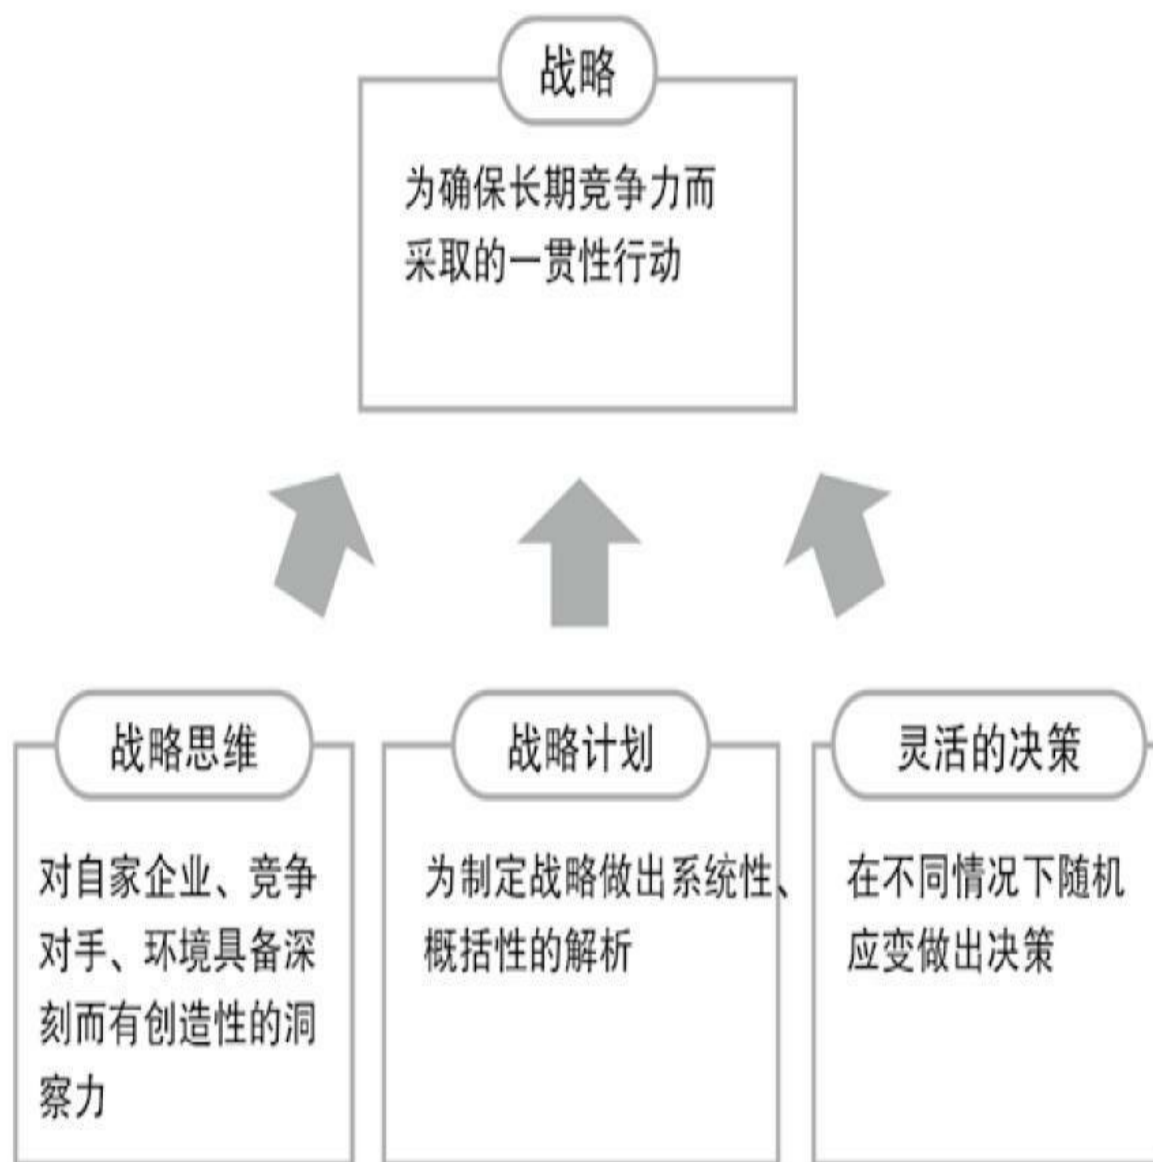 战略
为确保长期竞争力而
采取的一贯性行动
战略思维
对自家企业、竞争
对手、环境具备深
刻而有创造性的洞
察力
战略计划
为制定战略做出系统性、
概括性的解析
灵活的决策
在不同情况下随机
应变做出决策